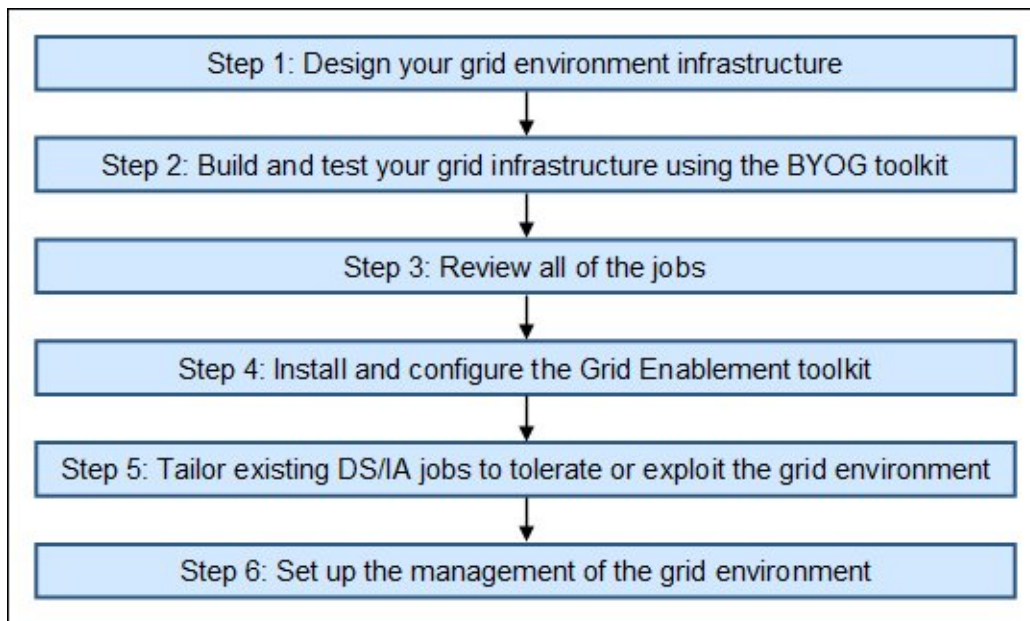 Step 1: Design your grid environment infrastructure
Step 2: Build and test your grid infrastructure using the BYOG toolkit
Step 3: Review all of the jobs
Step 4: Install and configure the Grid Enablement toolkit
Step 5: Tailor existing DS/IA jobs to tolerate or exploit the grid environment
Step 6: Set up the management of the grid environment